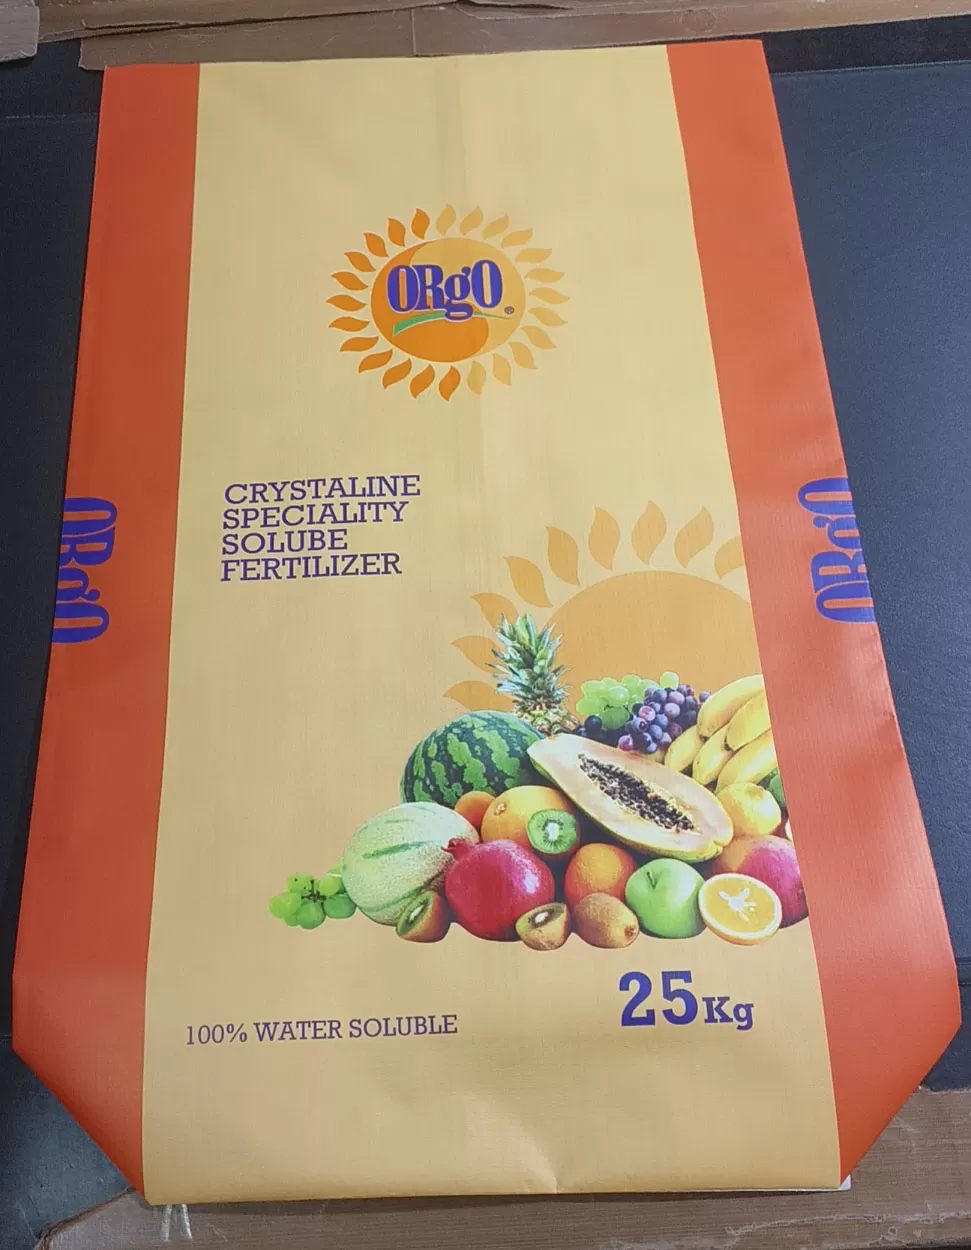 ORgO
®
CRYSTALINE
SPECIALITY
SOLUBE
FERTILIZER
ORgO
ORgO
100% WATER SOLUBLE
25Kg